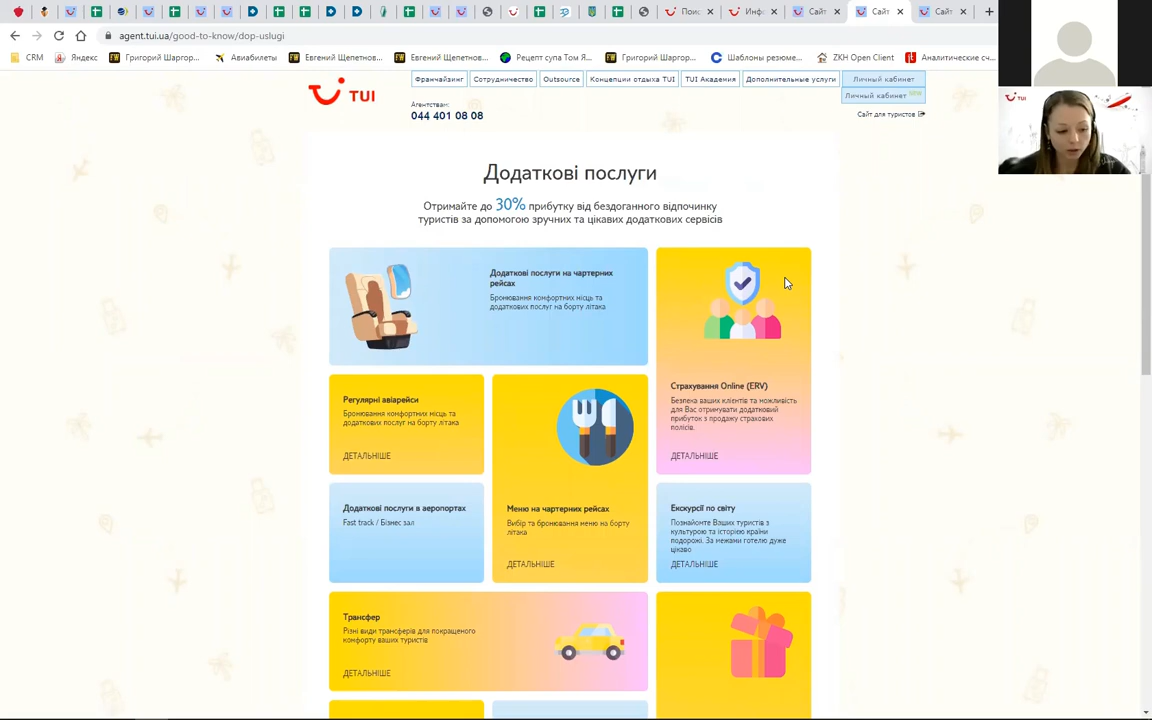 Поис
Инфо
Сайт
Сайт
Сайт
agent.tui.ua/good-to-know/dop-uslugi
CRM
Яндекс
Григорий Шаргор...
Авиабилеты
Евгений Щепетнов...
Рецепт супа Том Я...
Евгений Щепетнов...
Григорий Шаргор...
Шаблоны резюме...
ZKH Open Client
Аналитические сч...
TUI
Франчайзинг
Сотрудничество
Outsource
Концепции отдыха TUI
TUI Академия
Дополнительные услуги
Личный кабинет
Личный кабинет NEW
Агентствам:
044 401 08 08
Сайт для туристов
Додаткові послуги
Отримайте до 30% прибутку від бездоганного відпочинку
туристів за допомогою зручних та цікавих додаткових сервісів
Додаткові послуги на чартерних
рейсах
Бронювання комфортних місць та
додаткових послуг на борту літака
Страхування Online (ERV)
Безпека ваших клієнтів та можливість
для Вас отримувати додатковий
прибуток з продажу страхових
полісів.
ДЕТАЛЬНІШЕ
Регулярні авіарейси
Бронювання комфортних місць та
додаткових послуг на борту літака
ДЕТАЛЬНІШЕ
Меню на чартерних рейсах
Вибір та бронювання меню на борту
літака
ДЕТАЛЬНІШЕ
Додаткові послуги в аеропортах
Fast track / Бізнес зал
Екскурсії по світу
Познайомте Ваших туристів з
культурою та історією країни
подорожі. За межами готелю дуже
цікаво
ДЕТАЛЬНІШЕ
Трансфер
Різні види трансферів для покращеного
комфорту ваших туристів
ДЕТАЛЬНІШЕ